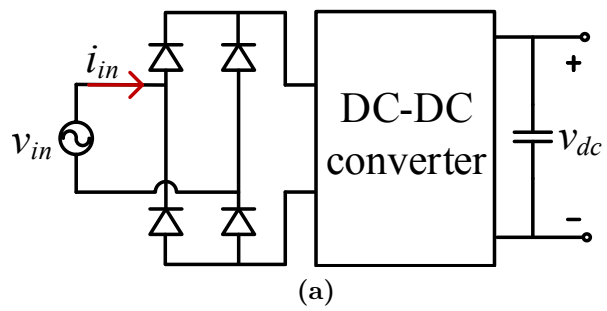 i_in
v_in
DC-DC
converter
+
v_dc
−
(a)